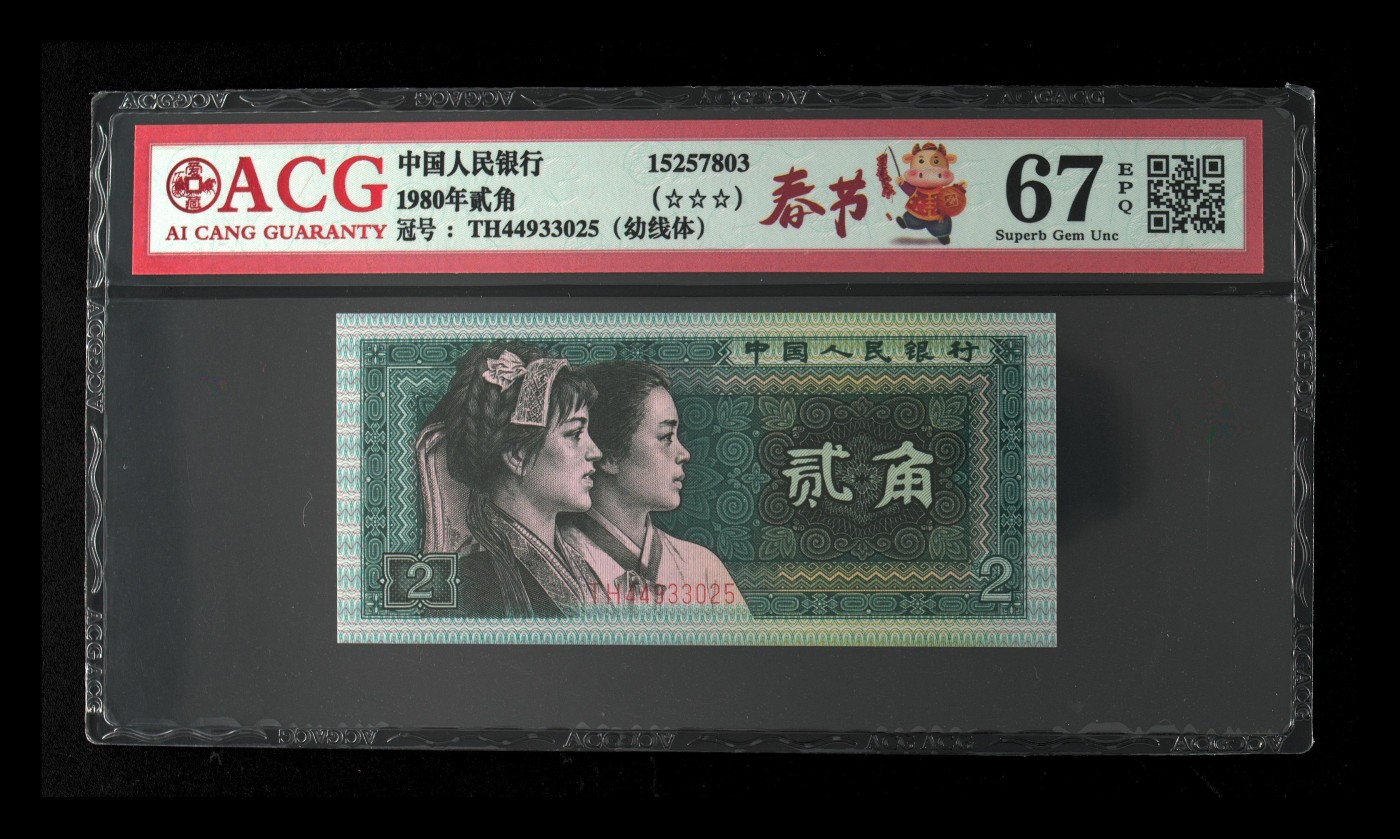 ACG
AI CANG GUARANTY
中国人民银行
1980年贰角
冠号 : TH44933025（幼线体）
15257803
(☆☆☆)
春节
67
EPQ
Superb Gem Unc
中国人民银行
贰角
2
2
TH44933025